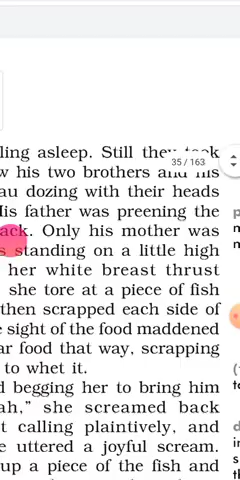 ling asleep. Still they took
35 / 163
w his two brothers and his
au dozing with their heads
His father was preening the
ack. Only his mother was
s standing on a little high
her white breast thrust
she tore at a piece of fish
then scrapped each side of
e sight of the food maddened
ar food that way, scrapping
to whet it.
d begging her to bring him
ah,” she screamed back
t calling plaintively, and
e uttered a joyful scream.
up a piece of the fish and